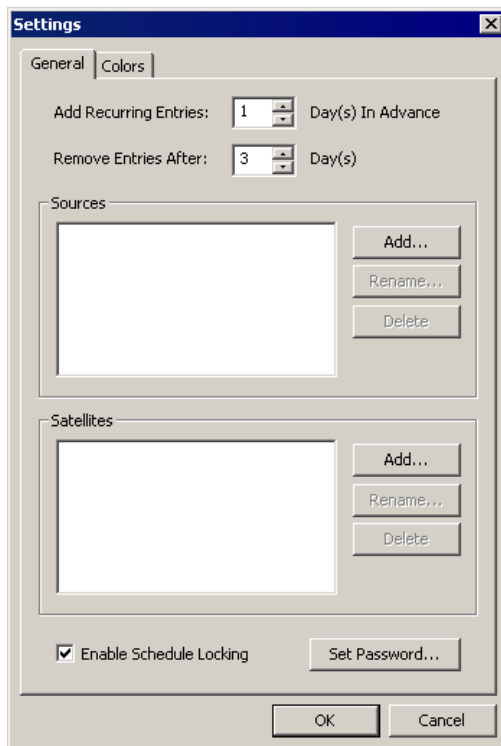 Settings
General Colors
Add Recurring Entries: 1 Day(s) In Advance
Remove Entries After: 3 Day(s)
Sources
Add...
Rename...
Delete
Satellites
Add...
Rename...
Delete
Enable Schedule Locking Set Password...
OK Cancel